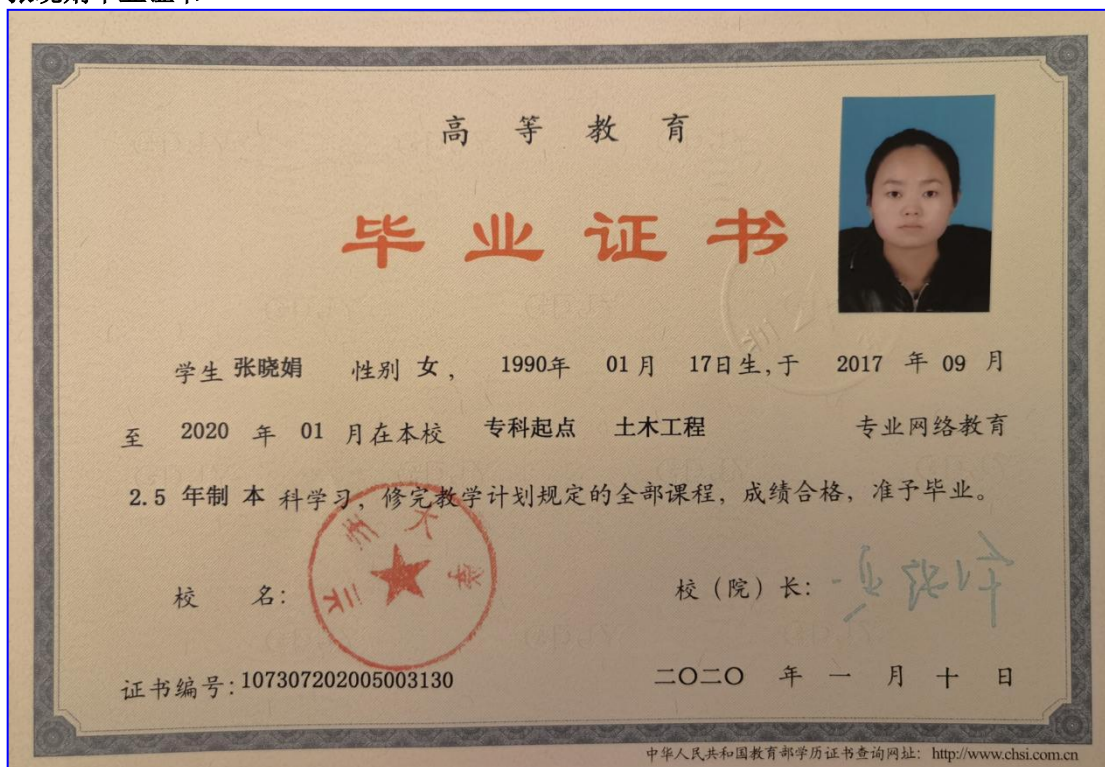 高等教育
毕业证书
学生 张晓娟 性别 女, 1990年 01月 17日生,于 2017 年 09 月
至 2020 年 01 月在本校 专科起点 土木工程 专业网络教育
2.5 年制 本 科学习, 修完教学计划规定的全部课程, 成绩合格, 准予毕业。
兰州大学
校 名: 校(院)长:
证书编号:107307202005003130 二〇二〇 年 一 月 十 日
中华人民共和国教育部学历证书查询网址: http://www.chsi.com.cn